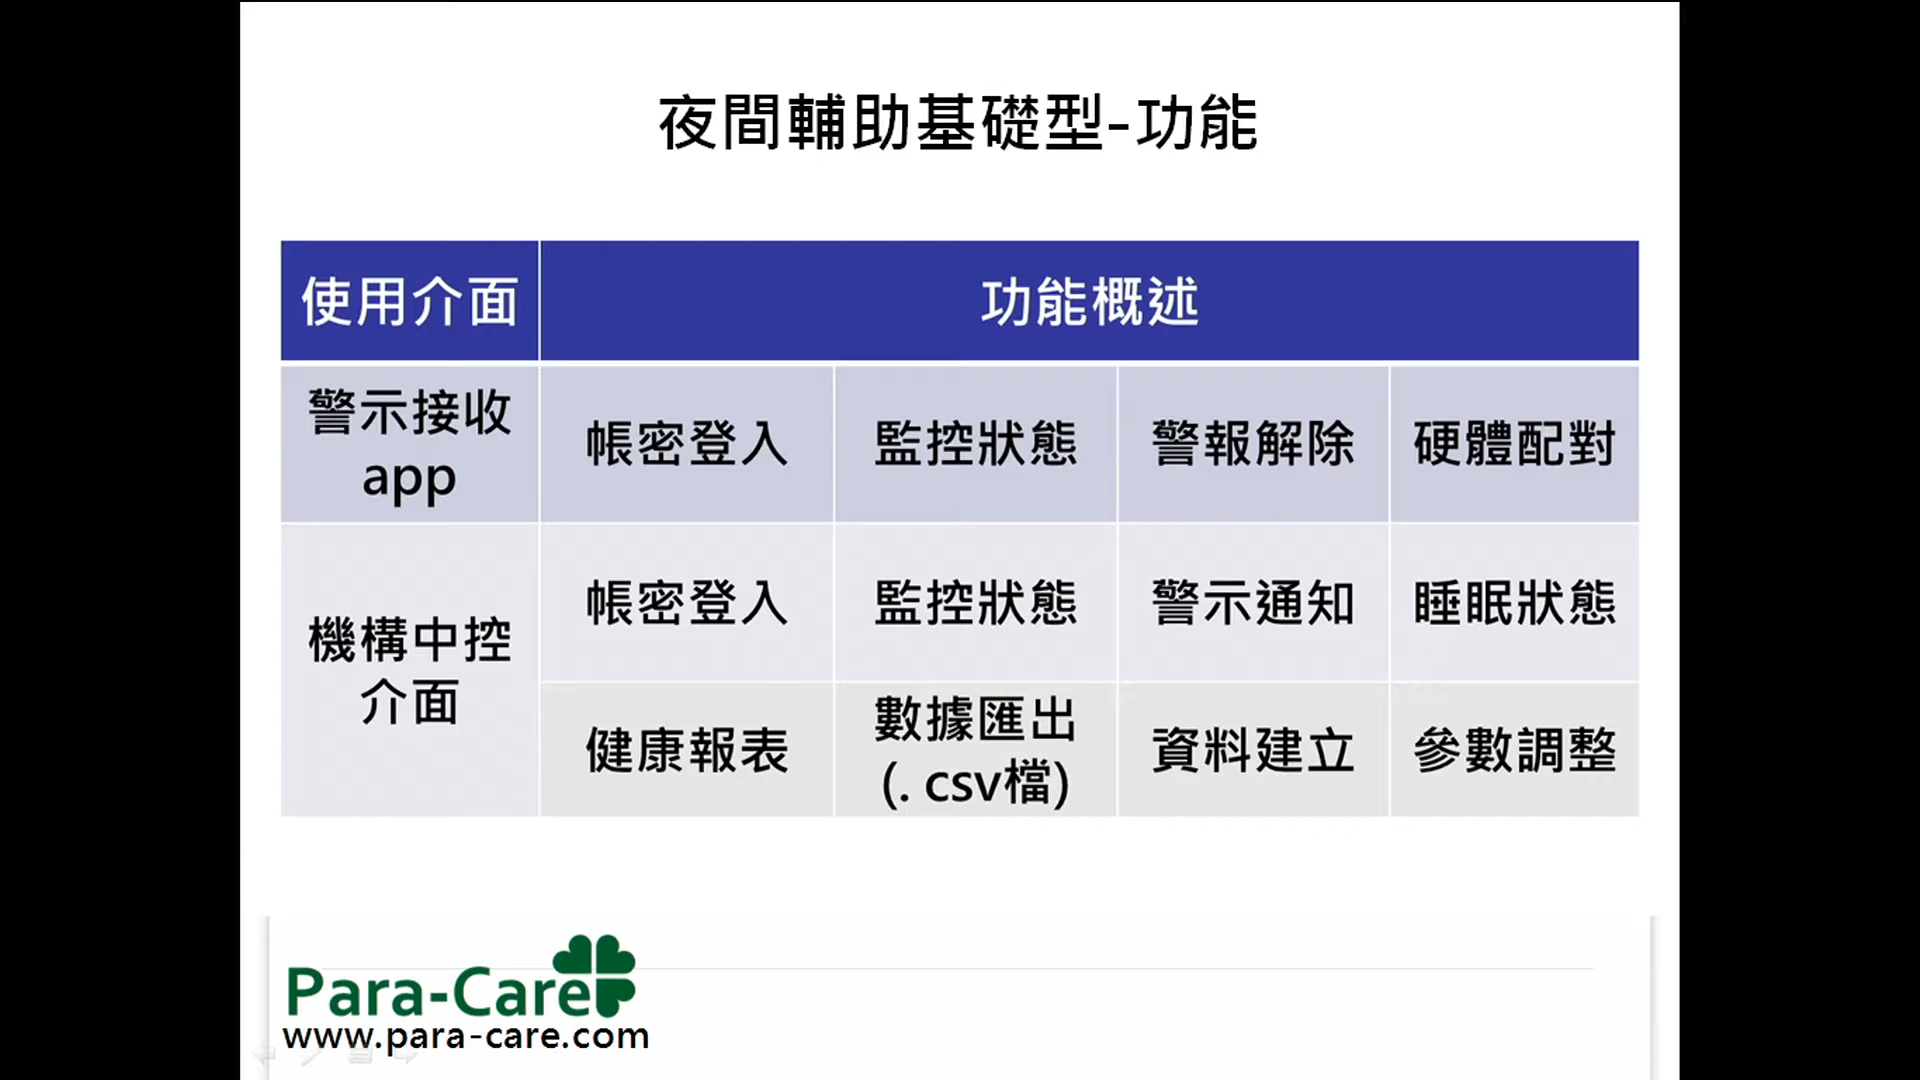 夜間輔助基礎型-功能
使用介面
功能概述
警示接收
app
帳密登入
監控狀態
警報解除
硬體配對
機構中控
介面
帳密登入
監控狀態
警示通知
睡眠狀態
健康報表
數據匯出
(. csv檔)
資料建立
參數調整
Para-Care
www.para-care.com